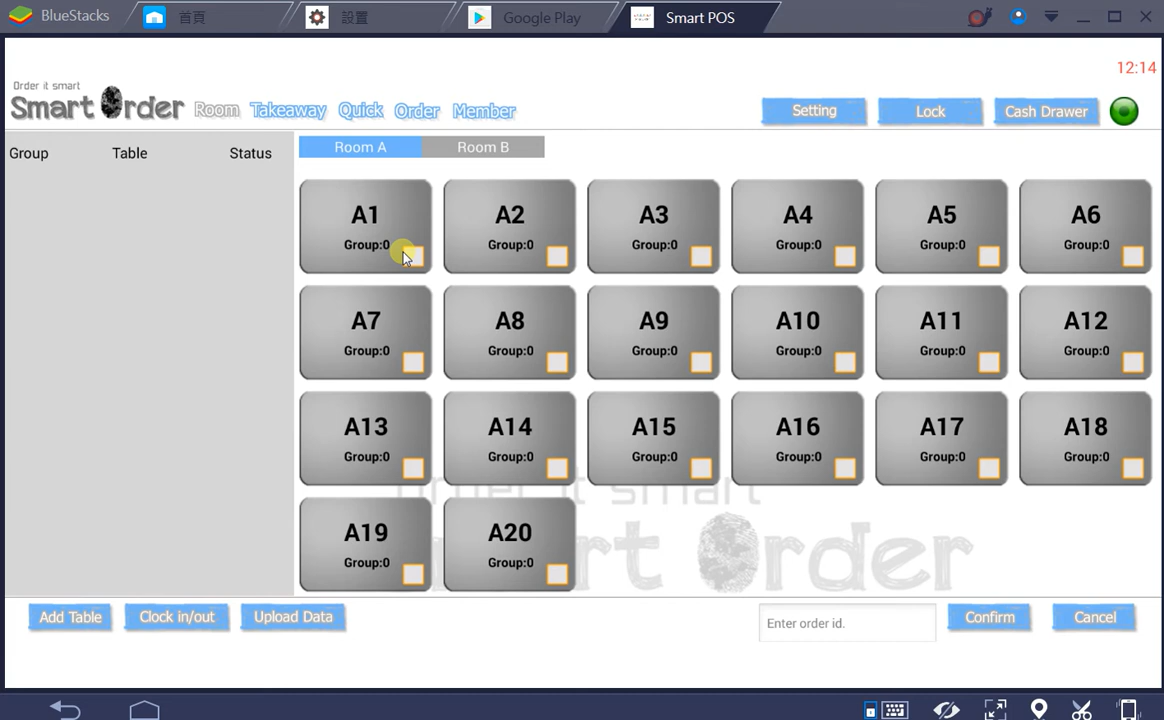 BlueStacks 首頁 設置 Google Play Smart POS
12:14
Order it smart
Smart Order Room Takeaway Quick Order Member Setting Lock Cash Drawer
Group Table Status Room A Room B
A1 A2 A3 A4 A5 A6
Group:0 Group:0 Group:0 Group:0 Group:0 Group:0
A7 A8 A9 A10 A11 A12
Group:0 Group:0 Group:0 Group:0 Group:0 Group:0
A13 A14 A15 A16 A17 A18
Group:0 Group:0 Group:0 Group:0 Group:0 Group:0
order it smart
A19 A20
Smart Order
Group:0 Group:0
Add Table Clock in/out Upload Data Enter order id. Confirm Cancel